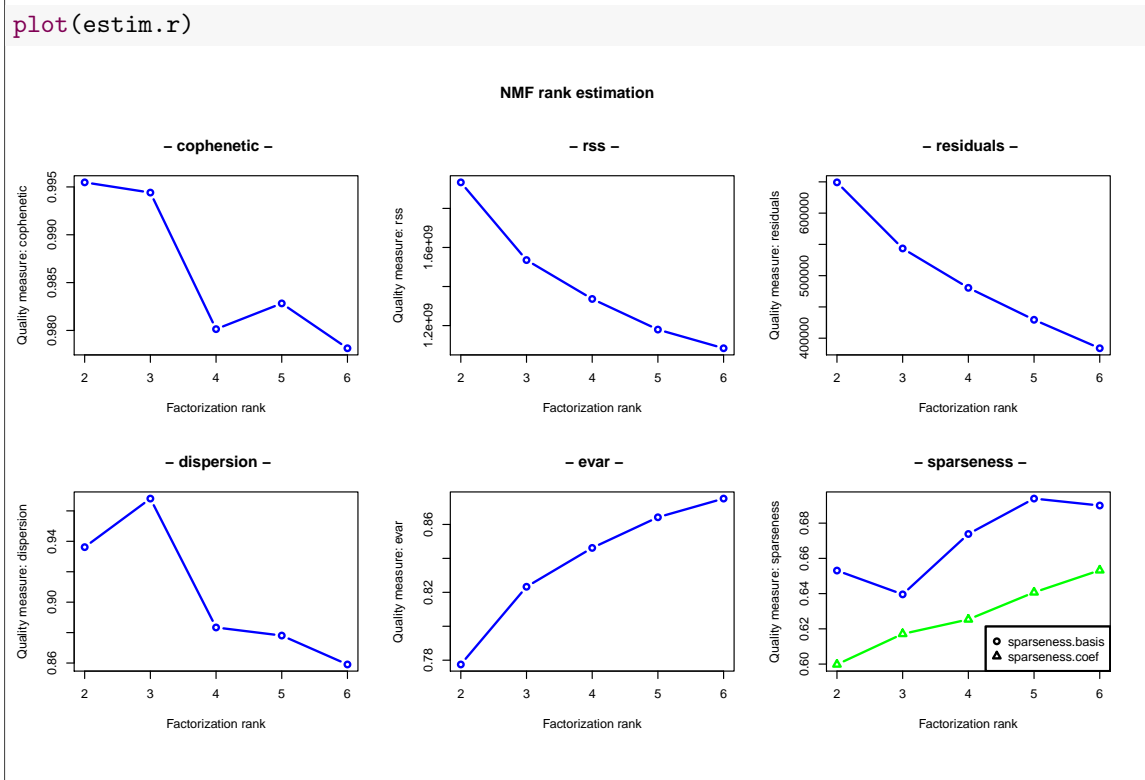 plot(estim.r)
NMF rank estimation
– cophenetic –
Quality measure: cophenetic
0.980 0.985 0.990 0.995
2 3 4 5 6
Factorization rank
– rss –
Quality measure: rss
1.2e+09 1.6e+09
2 3 4 5 6
Factorization rank
– residuals –
Quality measure: residuals
400000 500000 600000
2 3 4 5 6
Factorization rank
– dispersion –
Quality measure: dispersion
0.86 0.90 0.94
2 3 4 5 6
Factorization rank
– evar –
Quality measure: evar
0.78 0.82 0.86
2 3 4 5 6
Factorization rank
– sparseness –
Quality measure: sparseness
0.60 0.62 0.64 0.66 0.68
sparseness.basis
sparseness.coef
2 3 4 5 6
Factorization rank